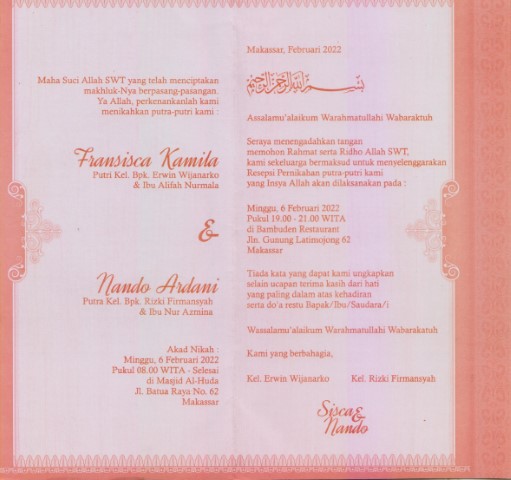 Maha Suci Allah SWT yang telah menciptakan
makhluk-Nya berpasang-pasangan.
Ya Allah, perkenankanlah kami
menikahkan putra-putri kami :
Fransisca Kamila
Putri Kel. Bpk. Erwin Wijanarko
& Ibu Alifah Nurmala
&
Nando Ardani
Putra Kel. Bpk. Rizki Firmansyah
& Ibu Nur Azmina
Akad Nikah :
Minggu, 6 Februari 2022
Pukul 08.00 WITA - Selesai
di Masjid Al-Huda
Jl. Batua Raya No. 62
Makassar
Makassar, Februari 2022
بسم الله الرحمن الرحيم
Assalamu'alaikum Warahmatullahi Wabaraktuh
Seraya menengadahkan tangan
memohon Rahmat serta Ridho Allah SWT,
kami sekeluarga bermaksud untuk menyelenggarakan
Resepsi Pernikahan putra-putri kami
yang Insya Allah akan dilaksanakan pada :
Minggu, 6 Februari 2022
Pukul 19.00 - 21.00 WITA
di Bambuden Restaurant
Jln. Gunung Latimojong 62
Makassar
Tiada kata yang dapat kami ungkapkan
selain ucapan terima kasih dari hati
yang paling dalam atas kehadiran
serta do'a restu Bapak/Ibu/Saudara/i
Wassalamu'alaikum Warahmatullahi Wabarakatuh
Kami yang berbahagia,
Kel. Erwin Wijanarko Kel. Rizki Firmansyah
Sisca &
Nando